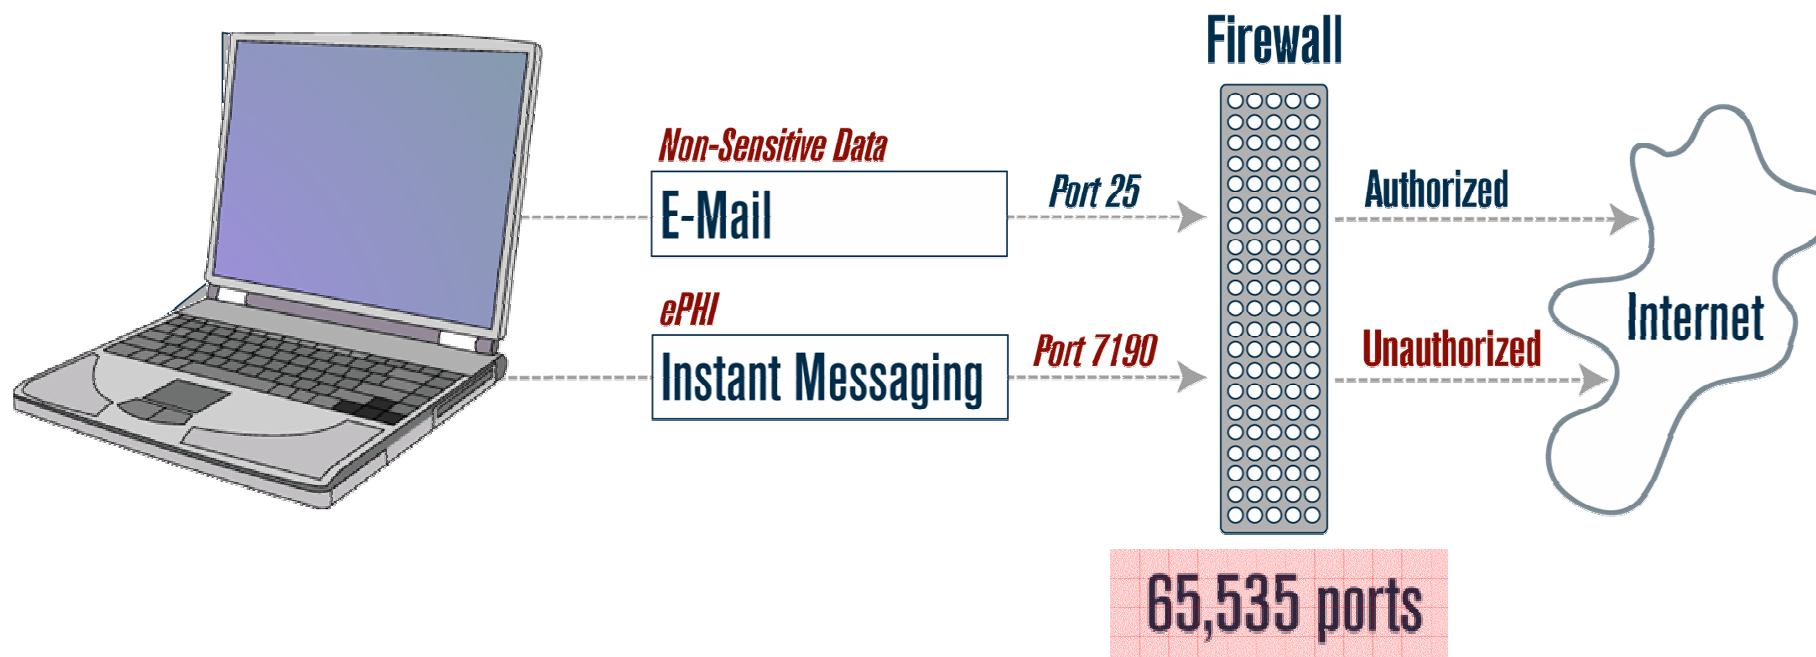 Firewall
Non-Sensitive Data
E-Mail
Port 25
Authorized
ePHI
Instant Messaging
Port 7190
Unauthorized
Internet
65,535 ports